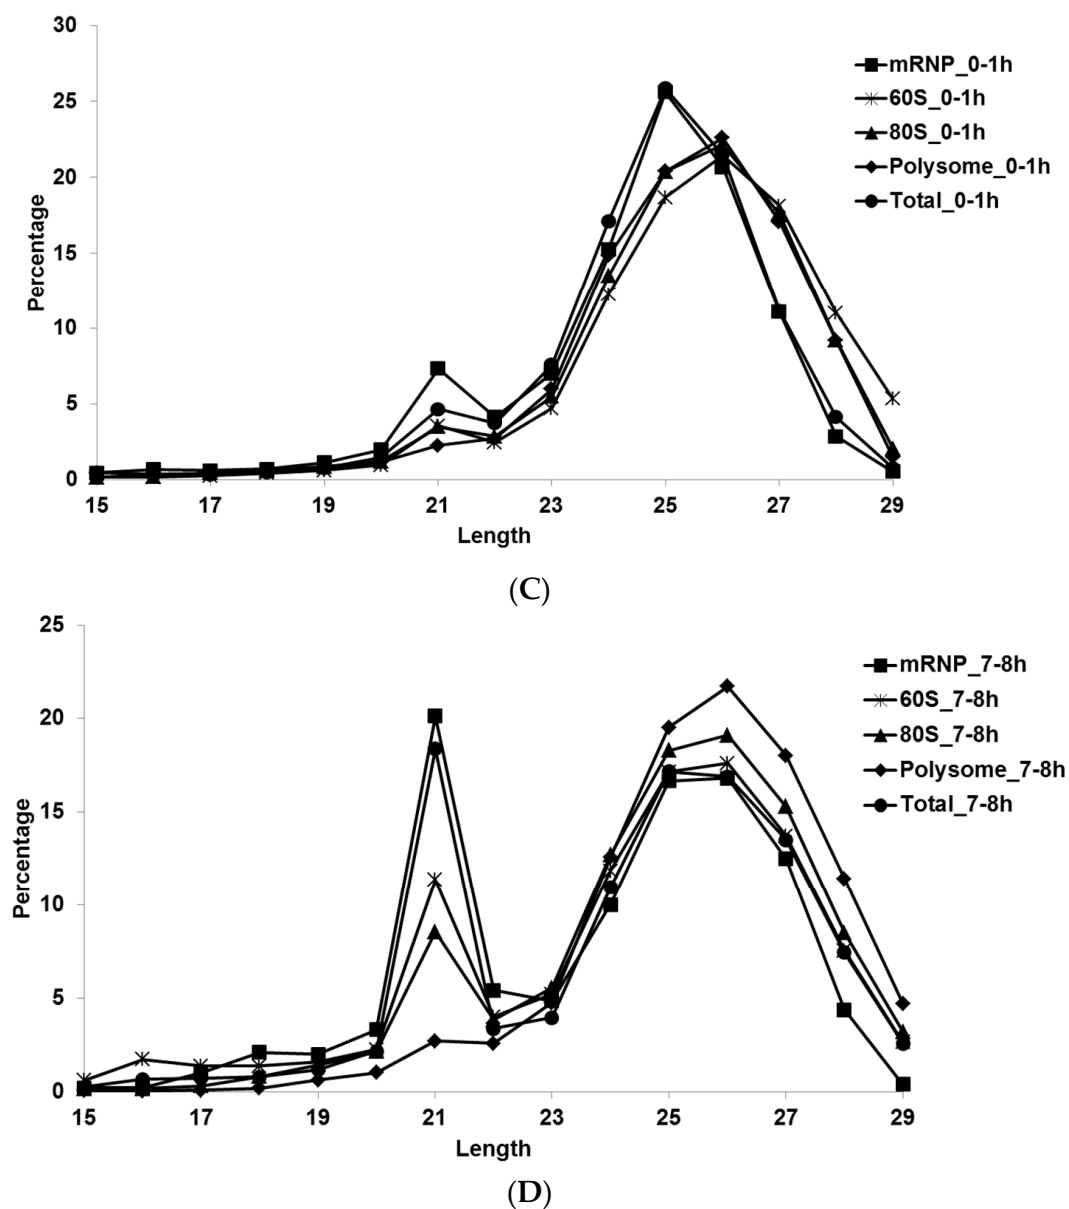 30
25
20
15
10
5
0
Percentage
15 17 19 21 23 25 27 29
Length
mRNP_0-1h
60S_0-1h
80S_0-1h
Polysome_0-1h
Total_0-1h
(C)
25
20
15
10
5
0
Percentage
15 17 19 21 23 25 27 29
Length
mRNP_7-8h
60S_7-8h
80S_7-8h
Polysome_7-8h
Total_7-8h
(D)